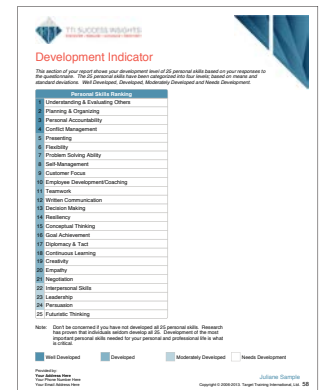 TTI SUCCESS INSIGHTS
Development Indicator
This section of your report shows your development level of 25 personal skills based on your responses to
the questionnaire. The 25 personal skills have been categorized into four levels; based on means and
standard deviations. Well Developed, Developed, Moderately Developed and Needs Development.
Personal Skills Ranking
1 Understanding & Evaluating Others
2 Planning & Organizing
3 Personal Accountability
4 Conflict Management
5 Presenting
6 Flexibility
7 Problem Solving Ability
8 Self-Management
9 Customer Focus
10 Employee Development/Coaching
11 Teamwork
12 Written Communication
13 Decision Making
14 Resiliency
15 Conceptual Thinking
16 Goal Achievement
17 Diplomacy & Tact
18 Continuous Learning
19 Creativity
20 Empathy
21 Negotiation
22 Interpersonal Skills
23 Leadership
24 Persuasion
25 Futuristic Thinking
Note: Don't be concerned if you have not developed all 25 personal skills. Research
has proven that individuals seldom develop all 25. Development of the most
important personal skills needed for your personal and professional life is what
is critical.
Well Developed Developed Moderately Developed Needs Development
Provided by:
Your Address Here
Your Phone Number Here
Your Email Address Here
Juliane Sample
Copyright © 2006-2013. Target Training International, Ltd. 58